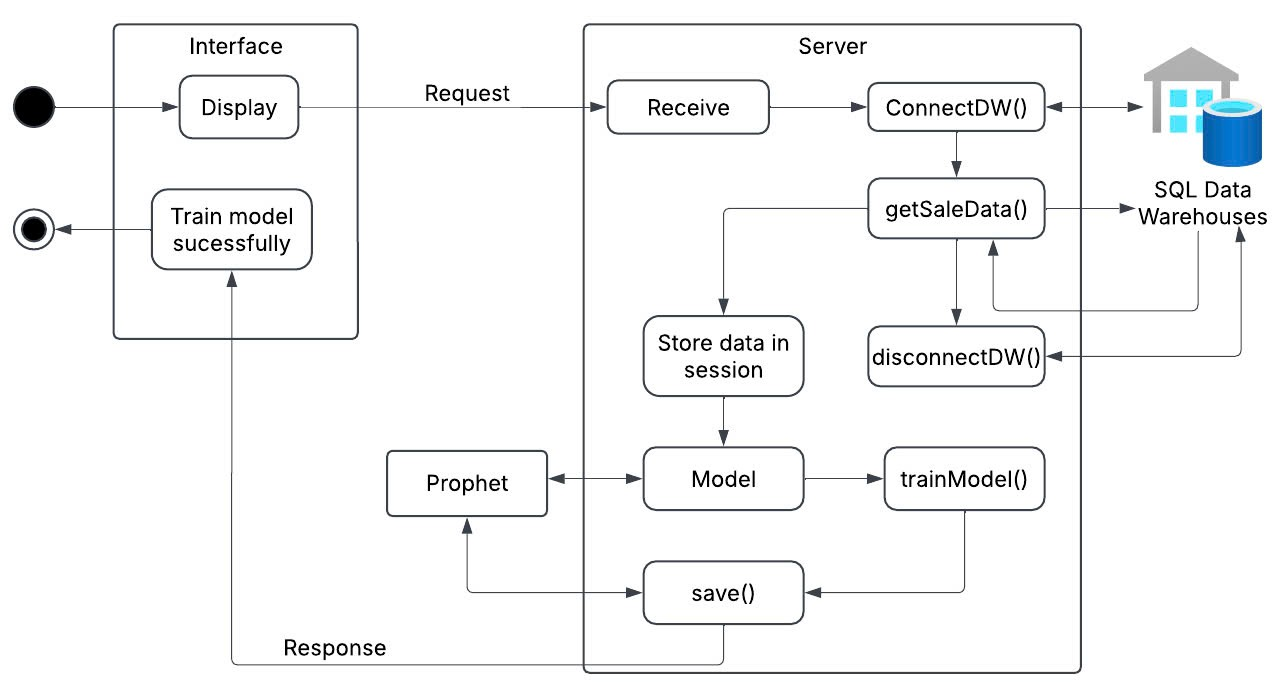 Interface
Server
Display
Request
Receive
ConnectDW()
Train model
sucessfully
getSaleData()
SQL Data
Warehouses
Store data in
session
disconnectDW()
Prophet
Model
trainModel()
save()
Response